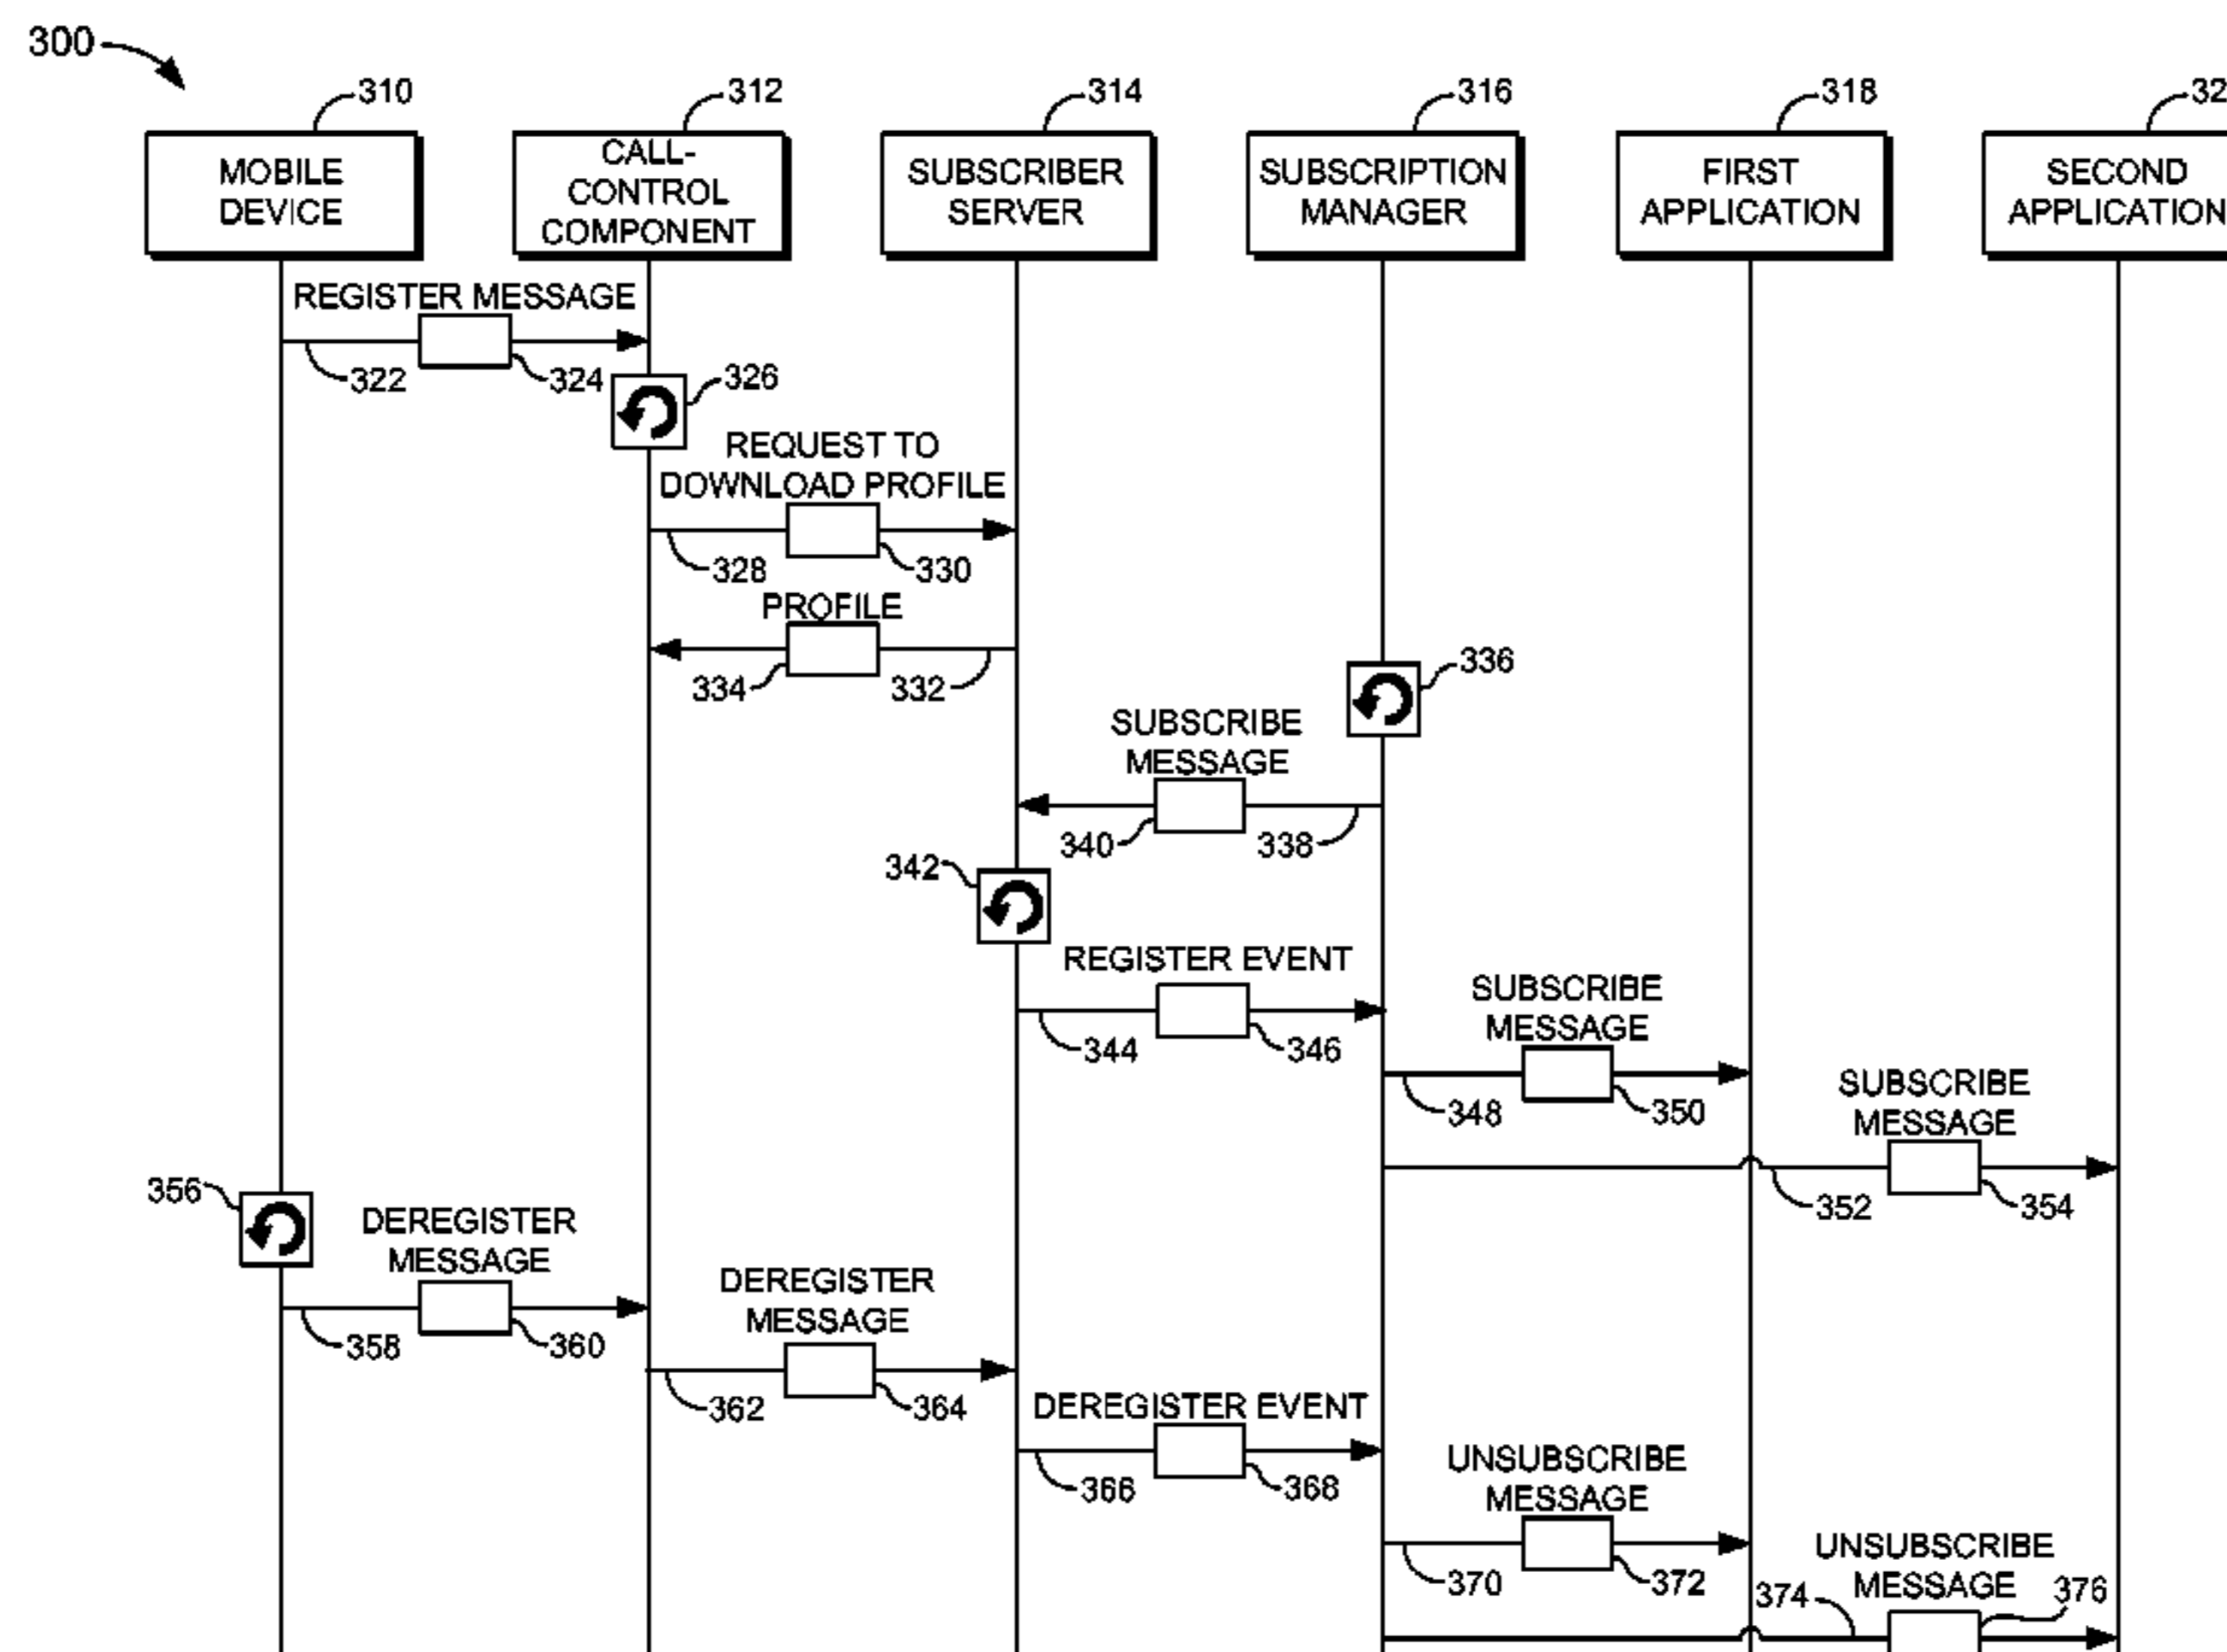 300
310
312
314
316
318
32
MOBILE
DEVICE
CALL-
CONTROL
COMPONENT
SUBSCRIBER
SERVER
SUBSCRIPTION
MANAGER
FIRST
APPLICATION
SECOND
APPLICATION
REGISTER MESSAGE
322
324
326
REQUEST TO
DOWNLOAD PROFILE
328
330
PROFILE
334
332
336
SUBSCRIBE
MESSAGE
340
338
342
REGISTER EVENT
344
346
SUBSCRIBE
MESSAGE
348
350
SUBSCRIBE
MESSAGE
352
354
356
DEREGISTER
MESSAGE
358
360
DEREGISTER
MESSAGE
362
364
DEREGISTER EVENT
366
368
UNSUBSCRIBE
MESSAGE
370
372
UNSUBSCRIBE
MESSAGE
374
376